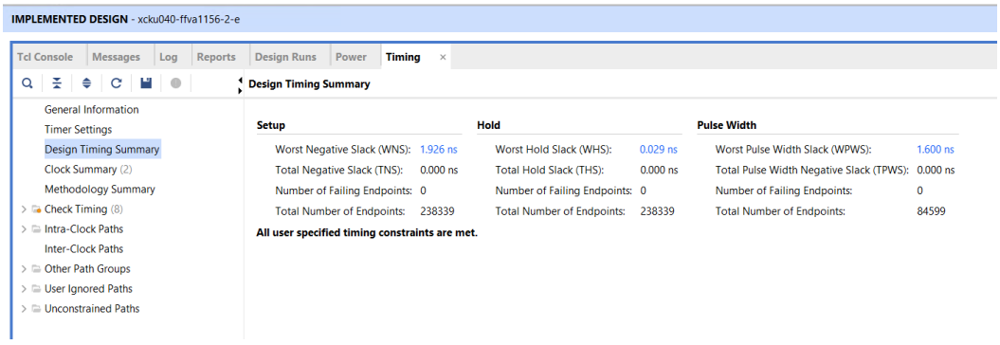 IMPLEMENTED DESIGN - xcku040-ffva1156-2-e
Tcl Console Messages Log Reports Design Runs Power Timing ×
Design Timing Summary
General Information
Timer Settings
Design Timing Summary
Clock Summary (2)
Methodology Summary
Check Timing (8)
Intra-Clock Paths
Inter-Clock Paths
Other Path Groups
User Ignored Paths
Unconstrained Paths
Setup Hold Pulse Width
Worst Negative Slack (WNS): 1.926 ns Worst Hold Slack (WHS): 0.029 ns Worst Pulse Width Slack (WPWS): 1.600 ns
Total Negative Slack (TNS): 0.000 ns Total Hold Slack (THS): 0.000 ns Total Pulse Width Negative Slack (TPWS): 0.000 ns
Number of Failing Endpoints: 0 Number of Failing Endpoints: 0 Number of Failing Endpoints: 0
Total Number of Endpoints: 238339 Total Number of Endpoints: 238339 Total Number of Endpoints: 84599
All user specified timing constraints are met.